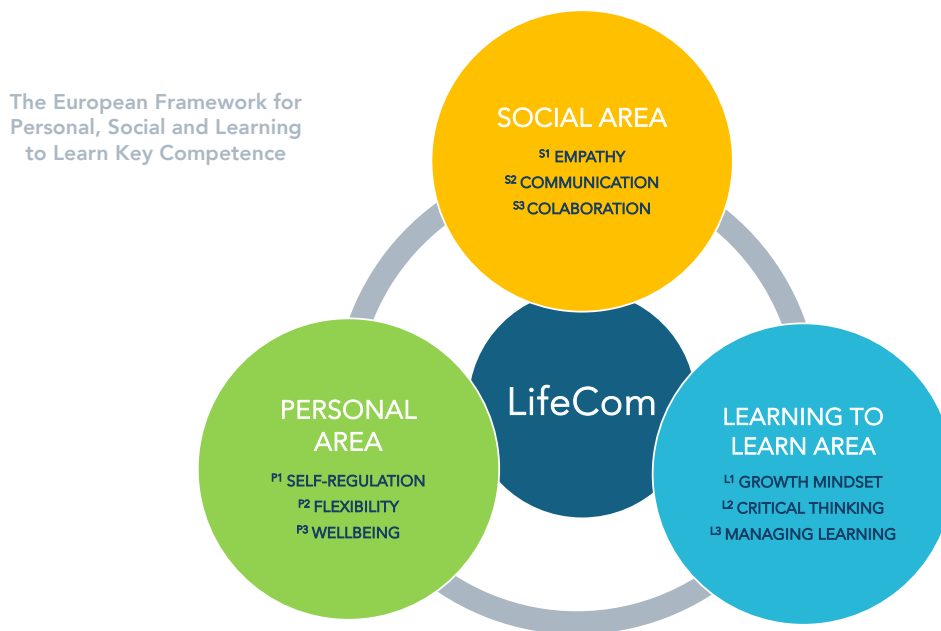 The European Framework for
Personal, Social and Learning
to Learn Key Competence
SOCIAL AREA
S1 EMPATHY
S2 COMMUNICATION
S3 COLABORATION
LifeCom
PERSONAL
AREA
P1 SELF-REGULATION
P2 FLEXIBILITY
P3 WELLBEING
LEARNING TO
LEARN AREA
L1 GROWTH MINDSET
L2 CRITICAL THINKING
L3 MANAGING LEARNING